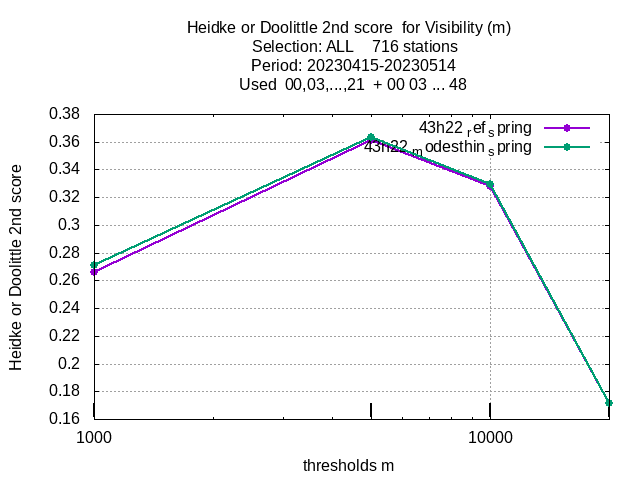 Heidke or Doolittle 2nd score  for Visibility (m)
Selection: ALL    716 stations
Period: 20230415-20230514
Used  00,03,...,21  + 00 03 ... 48
Heidke or Doolittle 2nd score
0.38
0.36
0.34
0.32
0.3
0.28
0.26
0.24
0.22
0.2
0.18
0.16
43h22 ref spring
43h22 modesthin spring
1000
10000
thresholds m